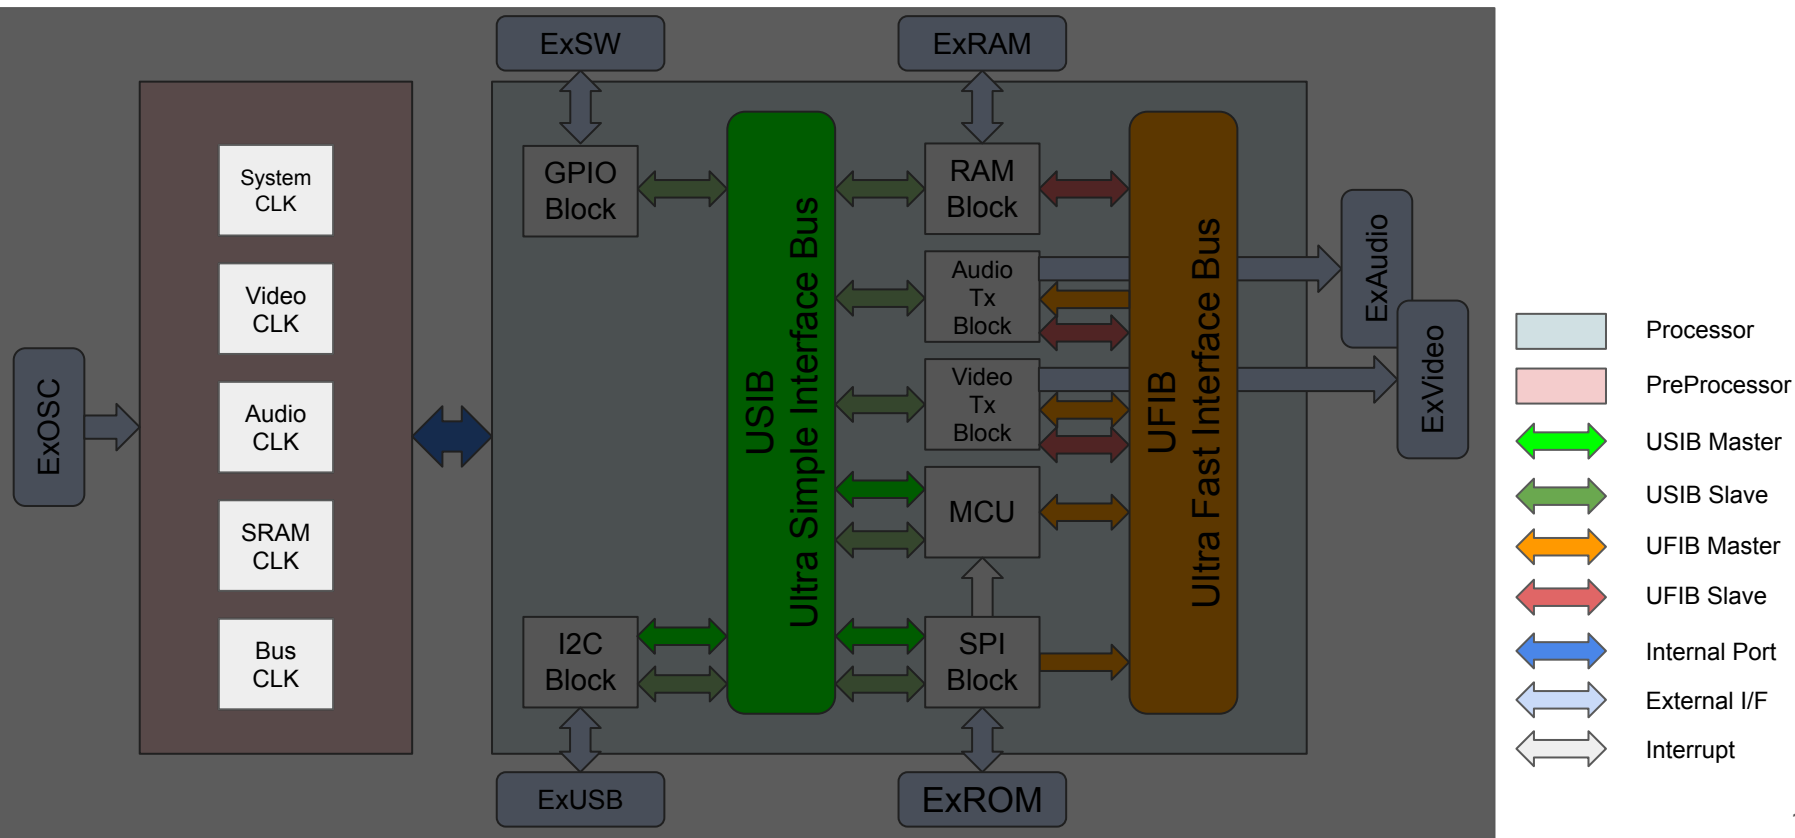 ExSW
ExRAM
System
CLK
Video
CLK
Audio
CLK
SRAM
CLK
Bus
CLK
ExOSC
GPIO
Block
I2C
Block
USIB
Ultra Simple Interface Bus
RAM
Block
Audio
Tx
Block
Video
Tx
Block
MCU
SPI
Block
UFIB
Ultra Fast Interface Bus
ExAudio
ExVideo
ExUSB
ExROM
Processor
PreProcessor
USIB Master
USIB Slave
UFIB Master
UFIB Slave
Internal Port
External I/F
Interrupt